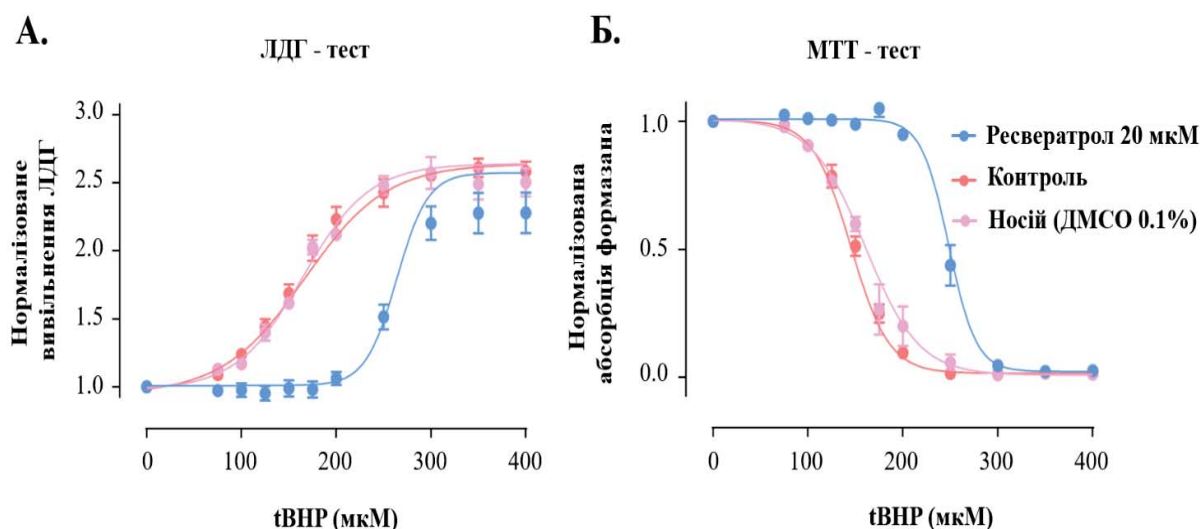 А.
ЛДГ - тест
Нормалізоване
вивільнення ЛДГ
3.0
2.5
2.0
1.5
1.0
0
100
200
300
400
tBHP (мкМ)
Б.
МТТ - тест
Нормалізована
абсорбція формазана
1.0
0.5
0.0
0
100
200
300
400
tBHP (мкМ)
Ресвератрол 20 мкМ
Контроль
Носій (ДМСО 0.1%)